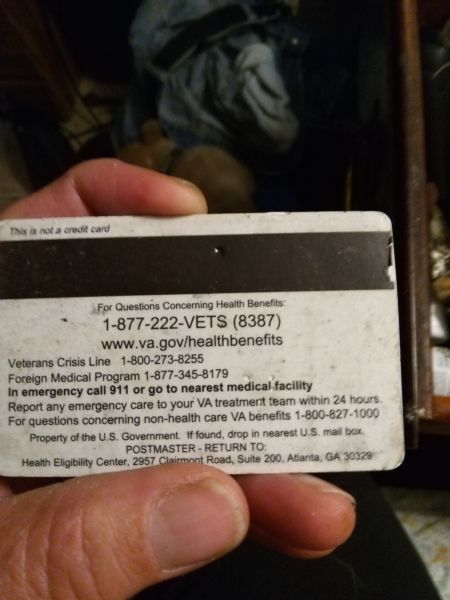 This is not a credit card
For Questions Concerning Health Benefits:
1-877-222-VETS (8387)
www.va.gov/healthbenefits
Veterans Crisis Line 1-800-273-8255
Foreign Medical Program 1-877-345-8179
In emergency call 911 or go to nearest medical facility
Report any emergency care to your VA treatment team within 24 hours.
For questions concerning non-health care VA benefits 1-800-827-1000
Property of the U.S. Government. If found, drop in nearest U.S. mail box.
POSTMASTER - RETURN TO:
Health Eligibility Center, 2957 Clairmont Road, Suite 200, Atlanta, GA 30329